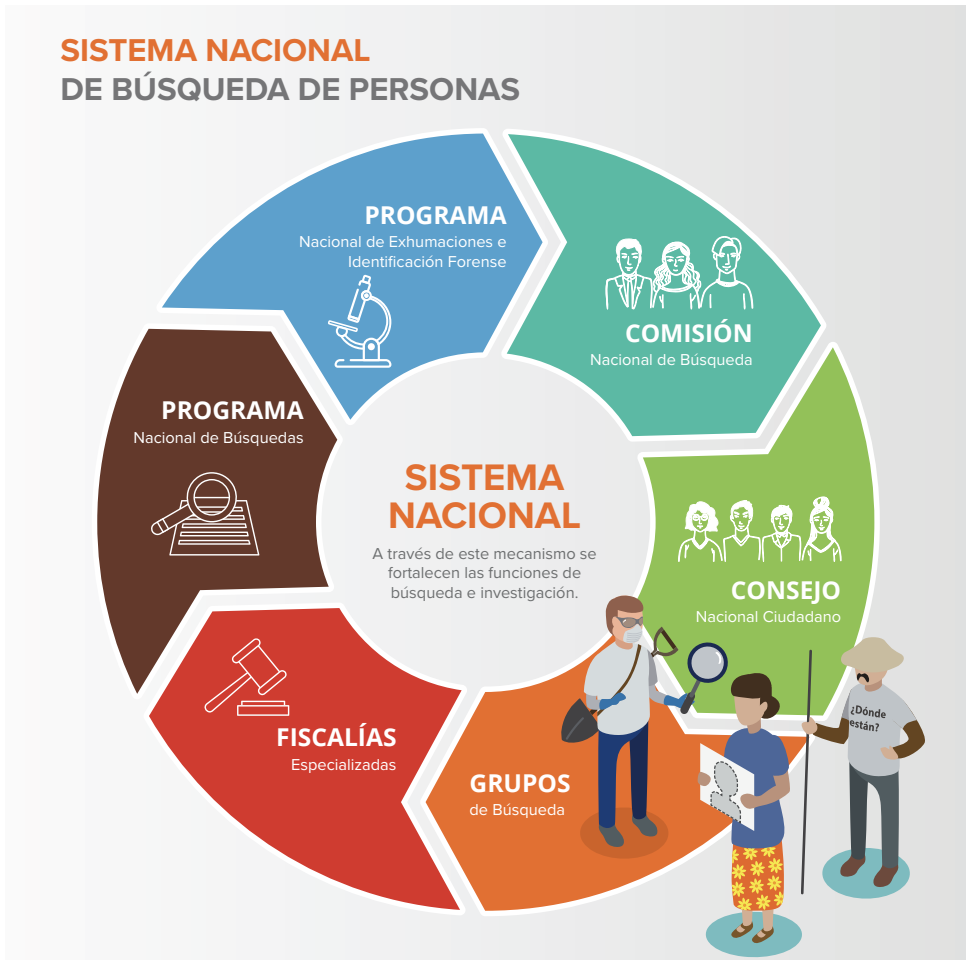 SISTEMA NACIONAL
DE BÚSQUEDA DE PERSONAS
PROGRAMA
Nacional de Exhumaciones e
Identificación Forense
COMISIÓN
Nacional de Búsqueda
PROGRAMA
Nacional de Búsquedas
SISTEMA
NACIONAL
A través de este mecanismo se
fortalecen las funciones de
búsqueda e investigación.
CONSEJO
Nacional Ciudadano
¿Dónde
están?
FISCALÍAS
Especializadas
GRUPOS
de Búsqueda